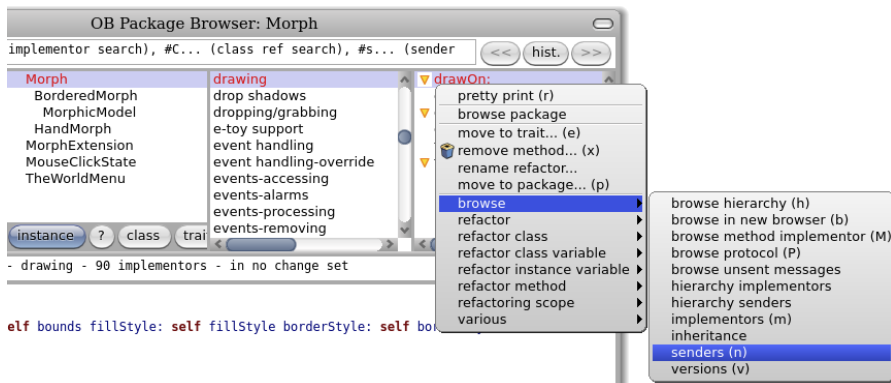 OB Package Browser: Morph
implementor search), #C... (class ref search), #s... (sender
<< hist. >>
Morph
BorderedMorph
MorphicModel
HandMorph
MorphExtension
MouseClickState
TheWorldMenu
drawing
drop shadows
dropping/grabbing
e-toy support
event handling
event handling-override
events-accessing
events-alarms
events-processing
events-removing
drawOn:
pretty print (r)
browse package
move to trait... (e)
remove method... (x)
rename refactor...
move to package... (p)
browse
refactor
refactor class
refactor class variable
refactor instance variable
refactor method
refactoring scope
various
browse hierarchy (h)
browse in new browser (b)
browse method implementor (M)
browse protocol (P)
browse unsent messages
hierarchy implementors
hierarchy senders
implementors (m)
inheritance
senders (n)
versions (v)
instance ? class trai
- drawing - 90 implementors - in no change set
elf bounds fillStyle: self fillStyle borderStyle: self bor